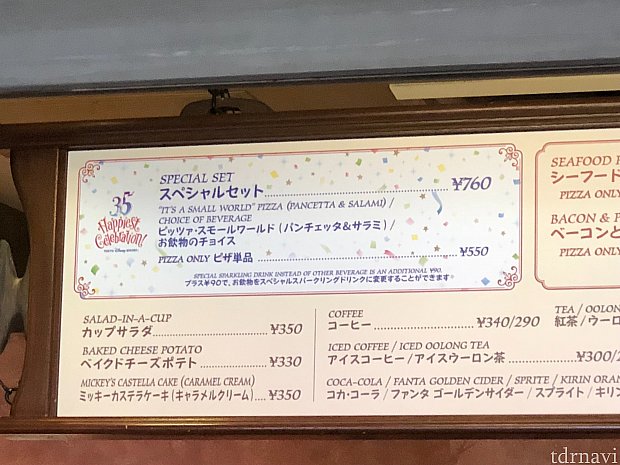 35
Happiest Celebration!
TOKYO Disney RESORT
SPECIAL SET
スペシャルセット ¥760
"IT'S A SMALL WORLD" PIZZA (PANCETTA & SALAMI) /
CHOICE OF BEVERAGE
ピッツァ・スモールワールド (パンチェッタ&サラミ) /
お飲物のチョイス
PIZZA ONLY ピザ単品 ¥550
SPECIAL SPARKLING DRINK INSTEAD OF OTHER BEVERAGE IS AN ADDITIONAL ¥90.
プラス¥90で、お飲物をスペシャルスパークリングドリンクに変更することができます。
SEAFOOD
シーフード
PIZZA ONL
BACON &
ベーコンと
PIZZA ONL
SALAD-IN-A-CUP
カップサラダ ¥350
BAKED CHEESE POTATO
ベイクドチーズポテト ¥330
MICKEY'S CASTELLA CAKE (CARAMEL CREAM)
ミッキーカステラケーキ (キャラメルクリーム) ¥350
COFFEE
コーヒー ¥340/290
ICED COFFEE / ICED OOLONG TEA
アイスコーヒー/アイスウーロン茶 ¥300/2
COCA-COLA / FANTA GOLDEN CIDER / SPRITE / KIRIN ORAN
コカ・コーラ / ファンタ ゴールデンサイダー / スプライト / キリン
TEA / OOLON
紅茶/ウーロ
tdrnavi